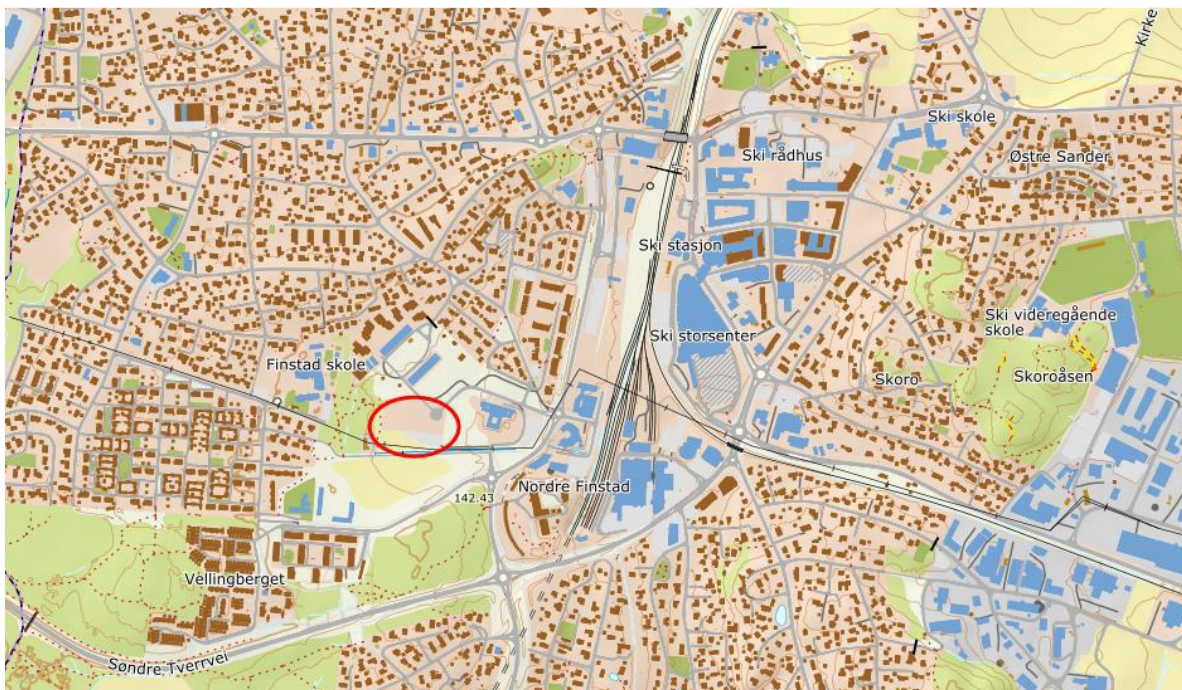 Kirke
Ski skole
Ski rådhus
Østre Sander
Ski stasjon
Ski videregående
skole
Ski storsenter
Finstad skole
Skoro
Skoroåsen
Nordre Finstad
142.43
Vellingberget
Søndre Tverrvei